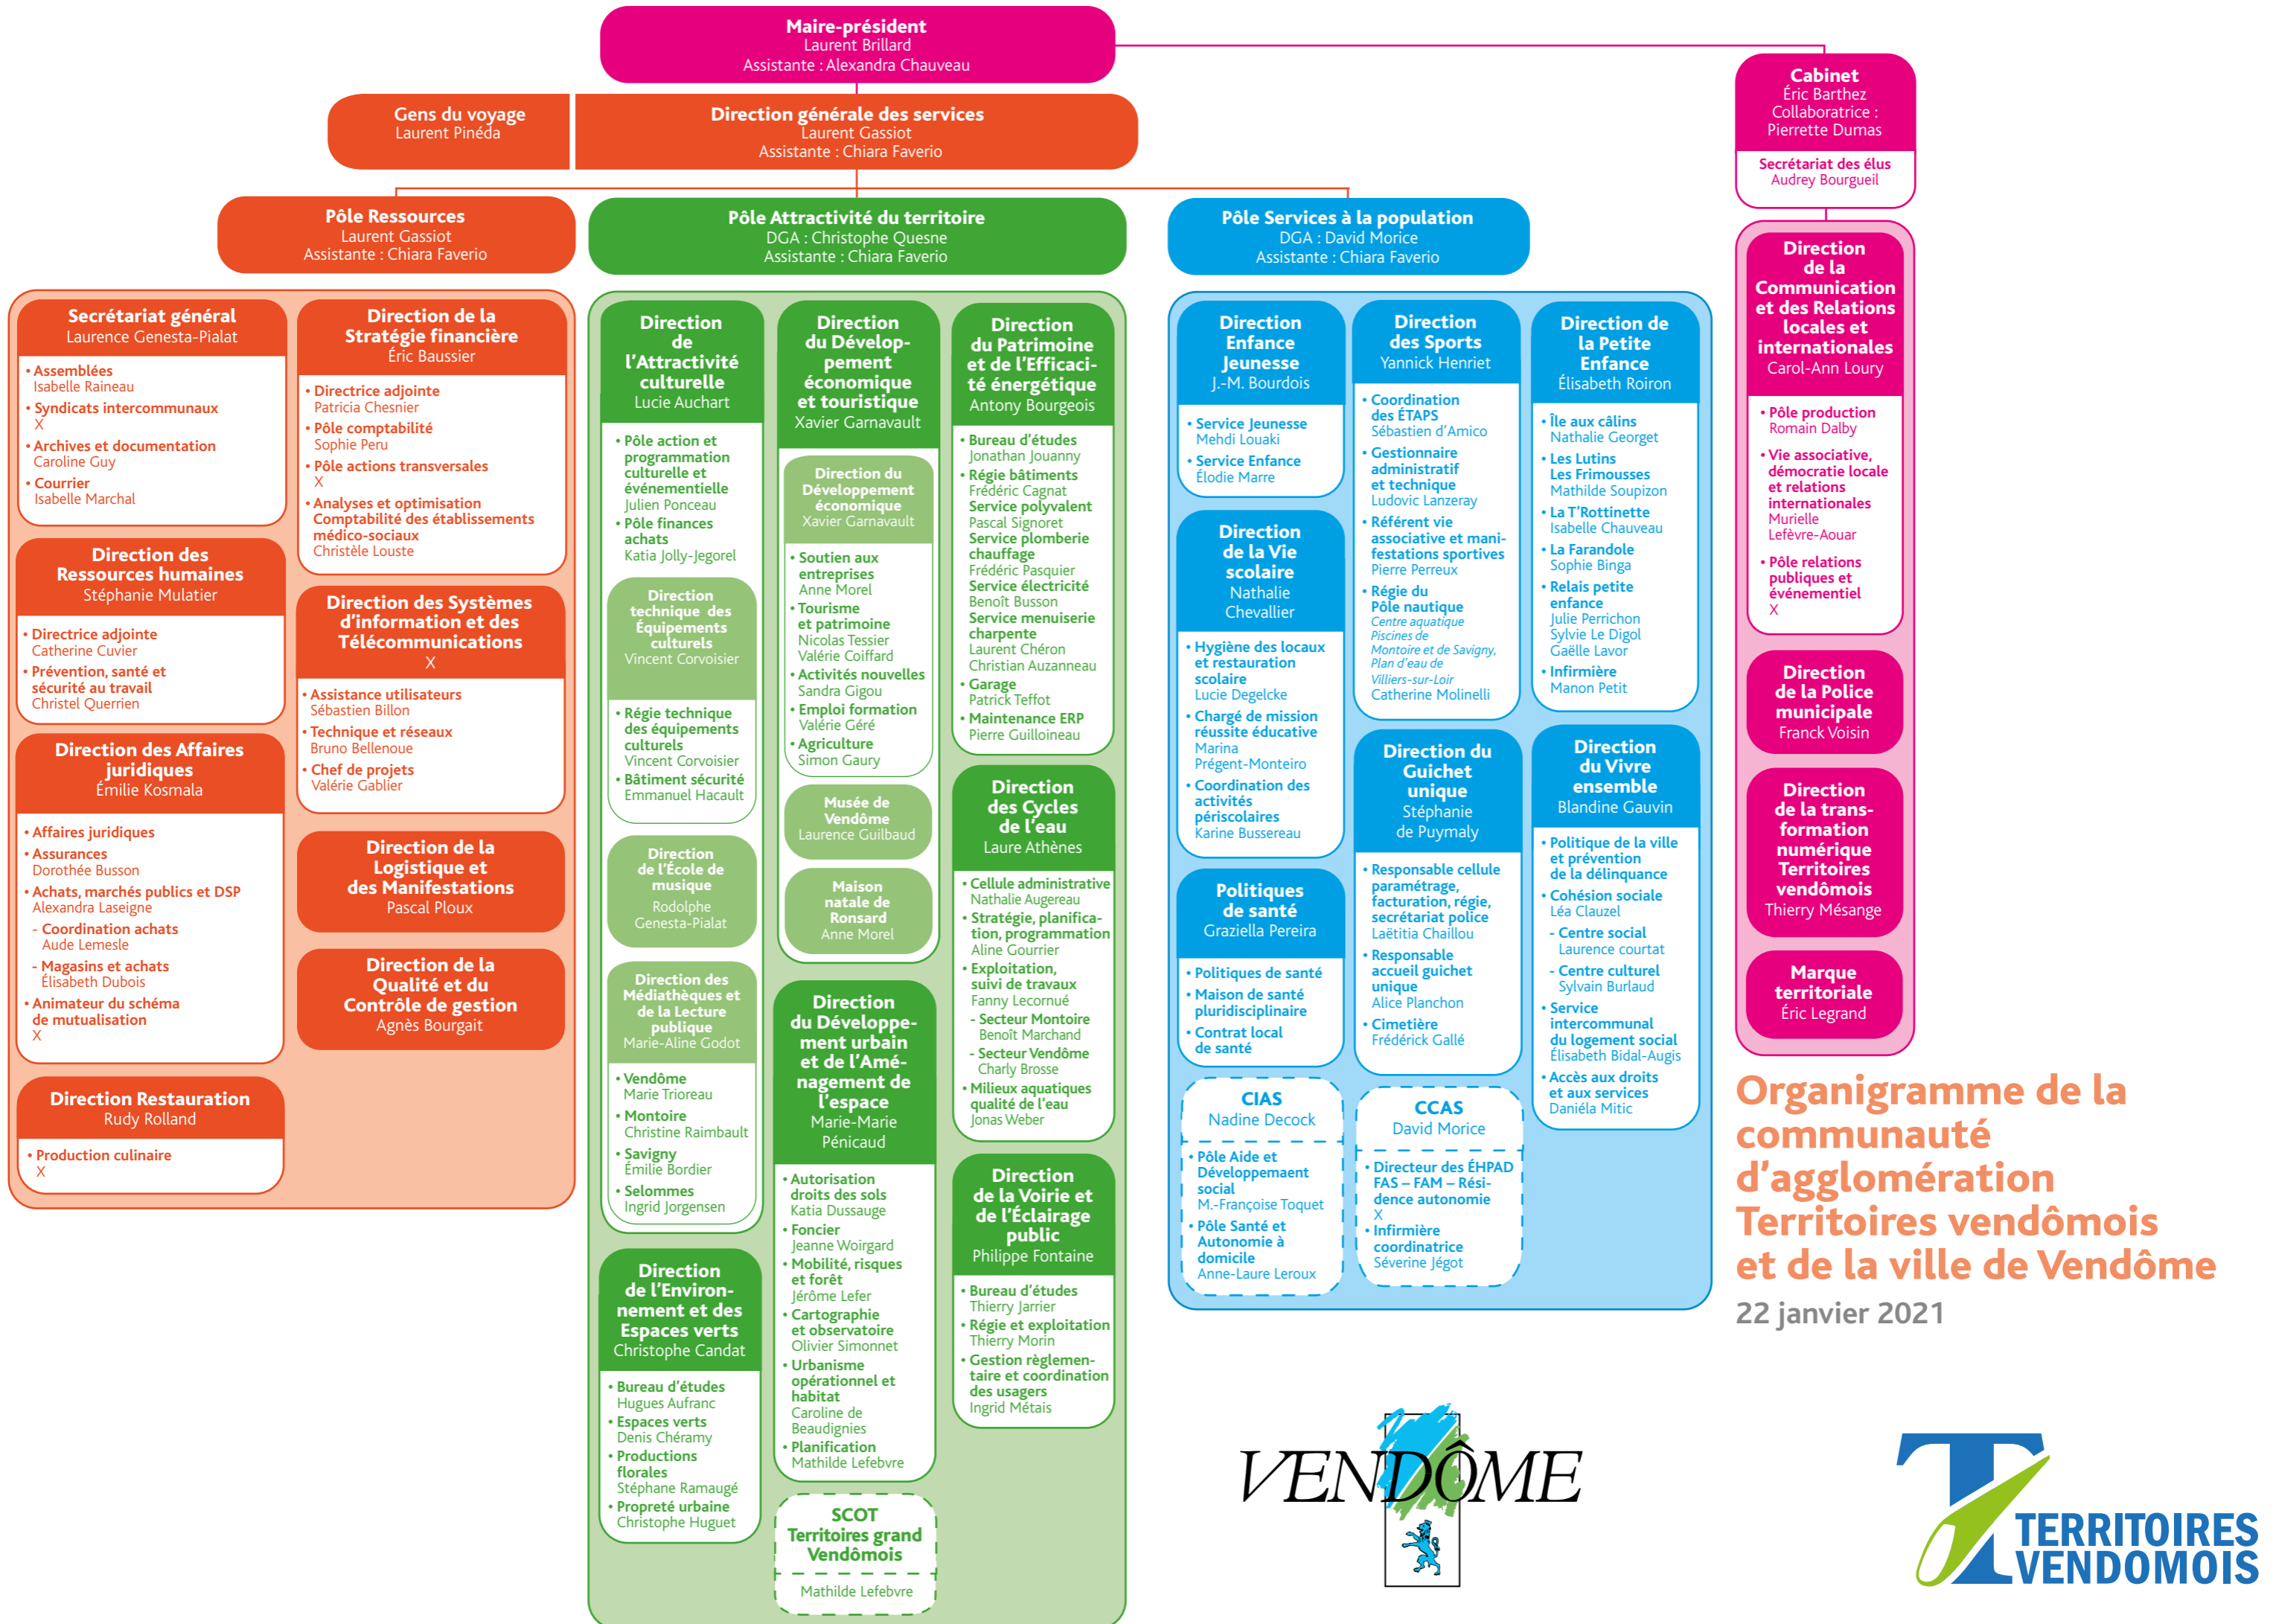 Maire-président
Laurent Brillard
Assistante : Alexandra Chauveau
Gens du voyage
Laurent Pinéda
Direction générale des services
Laurent Gassiot
Assistante : Chiara Faverio
Cabinet
Éric Barthez
Collaboratrice :
Pierrette Dumas
Secrétariat des élus
Audrey Bourgueil
Pôle Ressources
Laurent Gassiot
Assistante : Chiara Faverio
Secrétariat général
Laurence Genesta-Pialat
• Assemblées
Isabelle Raineau
• Syndicats intercommunaux
X
• Archives et documentation
Caroline Guy
• Courrier
Isabelle Marchal
Direction des
Ressources humaines
Stéphanie Mulatier
• Directrice adjointe
Catherine Cuvier
• Prévention, santé et
sécurité au travail
Christel Querrien
Direction des Affaires
juridiques
Émilie Kosmala
• Affaires juridiques
• Assurances
Dorothée Busson
• Achats, marchés publics et DSP
Alexandra Laseigne
- Coordination achats
Aude Lemesle
- Magasins et achats
Élisabeth Dubois
• Animateur du schéma
de mutualisation
X
Direction Restauration
Rudy Rolland
• Production culinaire
X
Direction de la
Stratégie financière
Éric Baussier
• Directrice adjointe
Patricia Chesnier
• Pôle comptabilité
Sophie Peru
• Pôle actions transversales
X
• Analyses et optimisation
Comptabilité des établissements
médico-sociaux
Christèle Louste
Direction des Systèmes
d'information et des
Télécommunications
X
• Assistance utilisateurs
Sébastien Billon
• Technique et réseaux
Bruno Bellenoue
• Chef de projets
Valérie Gablier
Direction de la
Logistique et
des Manifestations
Pascal Ploux
Direction de la
Qualité et du
Contrôle de gestion
Agnès Bourgait
Pôle Attractivité du territoire
DGA : Christophe Quesne
Assistante : Chiara Faverio
Direction
de
l'Attractivité
culturelle
Lucie Auchart
• Pôle action et
programmation
culturelle et
événementielle
Julien Ponceau
• Pôle finances
achats
Katia Jolly-Jegorel
Direction
technique des
Équipements
culturels
Vincent Corvoisier
• Régie technique
des équipements
culturels
Vincent Corvoisier
• Bâtiment sécurité
Emmanuel Hacault
Direction
de l'École de
musique
Rodolphe
Genesta-Pialat
Direction des
Médiathèques et
de la Lecture
publique
Marie-Aline Godot
• Vendôme
Marie Trioreau
• Montoire
Christine Raimbault
• Savigny
Émilie Bordier
• Selommes
Ingrid Jorgensen
Direction
de l'Environ-
nement et des
Espaces verts
Christophe Candat
• Bureau d'études
Hugues Aufranc
• Espaces verts
Denis Chéramy
• Productions
florales
Stéphane Ramaugé
• Propreté urbaine
Christophe Huguet
Direction
du Dévelop-
pement
économique
et touristique
Xavier Garnavault
Direction du
Développement
économique
Xavier Garnavault
• Soutien aux
entreprises
Anne Morel
• Tourisme
et patrimoine
Nicolas Tessier
Valérie Coiffard
• Activités nouvelles
Sandra Gigou
• Emploi formation
Valérie Géré
• Agriculture
Simon Gaury
Musée de
Vendôme
Laurence Guilbaud
Maison
natale de
Ronsard
Anne Morel
Direction
du Développe-
ment urbain
et de l'Amé-
nagement de
l'espace
Marie-Marie
Pénicaud
• Autorisation
droits des sols
Katia Dussauge
• Foncier
Jeanne Woirgard
• Mobilité, risques
et forêt
Jérôme Lefer
• Cartographie
et observatoire
Olivier Simonnet
• Urbanisme
opérationnel et
habitat
Caroline de
Beaudignies
• Planification
Mathilde Lefebvre
SCOT
Territoires grand
Vendômois
Mathilde Lefebvre
Direction
du Patrimoine
et de l'Efficaci-
té énergétique
Antony Bourgeois
• Bureau d'études
Jonathan Jouanny
• Régie bâtiments
Frédéric Cagnat
Service polyvalent
Pascal Signoret
Service plomberie
chauffage
Frédéric Pasquier
Service électricité
Benoît Busson
Service menuiserie
charpente
Laurent Chéron
Christian Auzanneau
• Garage
Patrick Teffot
• Maintenance ERP
Pierre Guilloineau
Direction
des Cycles
de l'eau
Laure Athènes
• Cellule administrative
Nathalie Augereau
• Stratégie, planifica-
tion, programmation
Aline Gourrier
• Exploitation,
suivi de travaux
Fanny Lecornué
- Secteur Montoire
Benoît Marchand
- Secteur Vendôme
Charly Brosse
• Milieux aquatiques
qualité de l'eau
Jonas Weber
Direction
de la Voirie et
de l'Éclairage
public
Philippe Fontaine
• Bureau d'études
Thierry Jarrier
• Régie et exploitation
Thierry Morin
• Gestion règlemen-
taire et coordination
des usagers
Ingrid Métais
Pôle Services à la population
DGA : David Morice
Assistante : Chiara Faverio
Direction
Enfance
Jeunesse
J.-M. Bourdois
• Service Jeunesse
Mehdi Louaki
• Service Enfance
Élodie Marre
Direction
de la Vie
scolaire
Nathalie
Chevallier
• Hygiène des locaux
et restauration
scolaire
Lucie Degelcke
• Chargé de mission
réussite éducative
Marina
Prégent-Monteiro
• Coordination des
activités
périscolaires
Karine Bussereau
Politiques
de santé
Graziella Pereira
• Politiques de santé
• Maison de santé
pluridisciplinaire
• Contrat local
de santé
CIAS
Nadine Decock
• Pôle Aide et
Développemaent
social
M.-Françoise Toquet
• Pôle Santé et
Autonomie à
domicile
Anne-Laure Leroux
Direction
des Sports
Yannick Henriet
• Coordination
des ÉTAPS
Sébastien d'Amico
• Gestionnaire
administratif
et technique
Ludovic Lanzeray
• Référent vie
associative et mani-
festations sportives
Pierre Perreux
• Régie du
Pôle nautique
Centre aquatique
Piscines de
Montoire et de Savigny,
Plan d'eau de
Villiers-sur-Loir
Catherine Molinelli
Direction du
Guichet
unique
Stéphanie
de Puymaly
• Responsable cellule
paramétrage,
facturation, régie,
secrétariat police
Laëtitia Chaillou
• Responsable
accueil guichet
unique
Alice Planchon
• Cimetière
Frédérick Gallé
CCAS
David Morice
• Directeur des ÉHPAD
FAS – FAM – Rési-
dence autonomie
X
• Infirmière
coordinatrice
Séverine Jégot
Direction de
la Petite
Enfance
Élisabeth Roiron
• Île aux câlins
Nathalie Georget
• Les Lutins
Les Frimousses
Mathilde Soupizon
• La T'Rottinette
Isabelle Chauveau
• La Farandole
Sophie Binga
• Relais petite
enfance
Julie Perrichon
Sylvie Le Digol
Gaëlle Lavor
• Infirmière
Manon Petit
Direction
du Vivre
ensemble
Blandine Gauvin
• Politique de la ville
et prévention
de la délinquance
• Cohésion sociale
Léa Clauzel
- Centre social
Laurence courtat
- Centre culturel
Sylvain Burlaud
• Service
intercommunal
du logement social
Élisabeth Bidal-Augis
• Accès aux droits
et aux services
Daniéla Mitic
Direction
de la
Communication
et des Relations
locales et
internationales
Carol-Ann Loury
• Pôle production
Romain Dalby
• Vie associative,
démocratie locale
et relations
internationales
Murielle
Lefèvre-Aouar
• Pôle relations
publiques et
événementiel
X
Direction
de la Police
municipale
Franck Voisin
Direction
de la trans-
formation
numérique
Territoires
vendômois
Thierry Mésange
Marque
territoriale
Éric Legrand
Organigramme de la
communauté
d'agglomération
Territoires vendômois
et de la ville de Vendôme
22 janvier 2021
VENDÔME
TERRITOIRES
VENDOMOIS